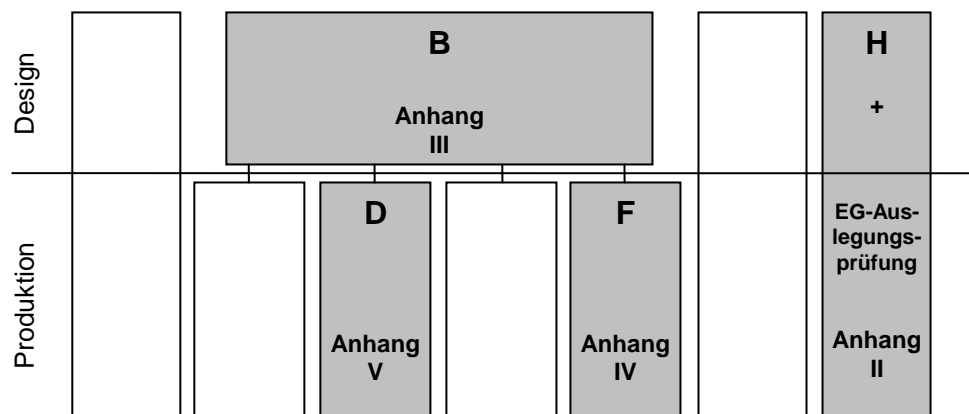 Design
B
Anhang
III
H
+
Produktion
D
Anhang
V
F
Anhang
IV
EG-Aus-
legungs-
prüfung
Anhang
II